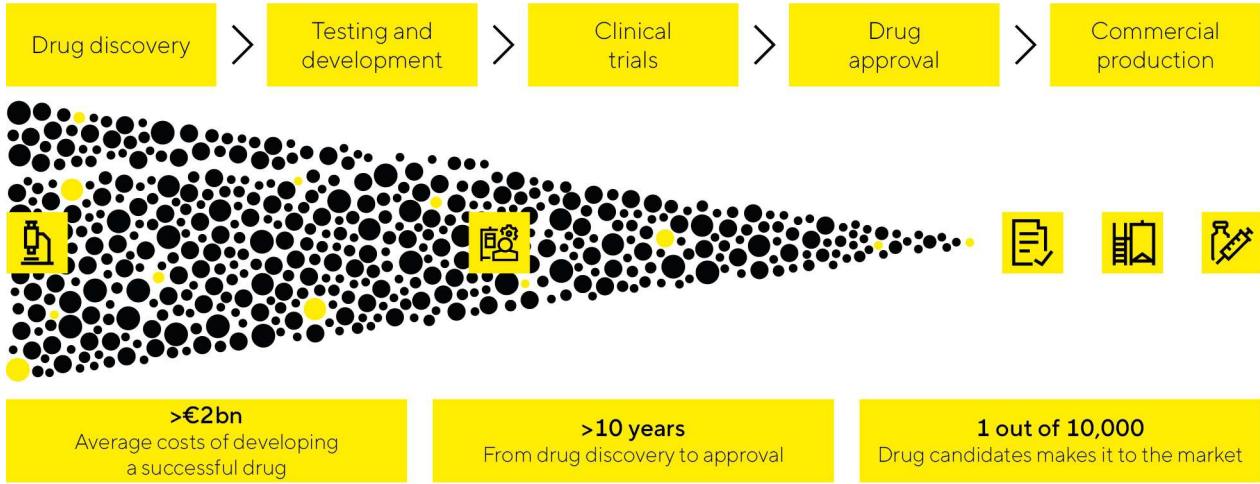 Drug discovery
Testing and
development
Clinical
trials
Drug
approval
Commercial
production
>€2bn
Average costs of developing
a successful drug
>10 years
From drug discovery to approval
1 out of 10,000
Drug candidates makes it to the market